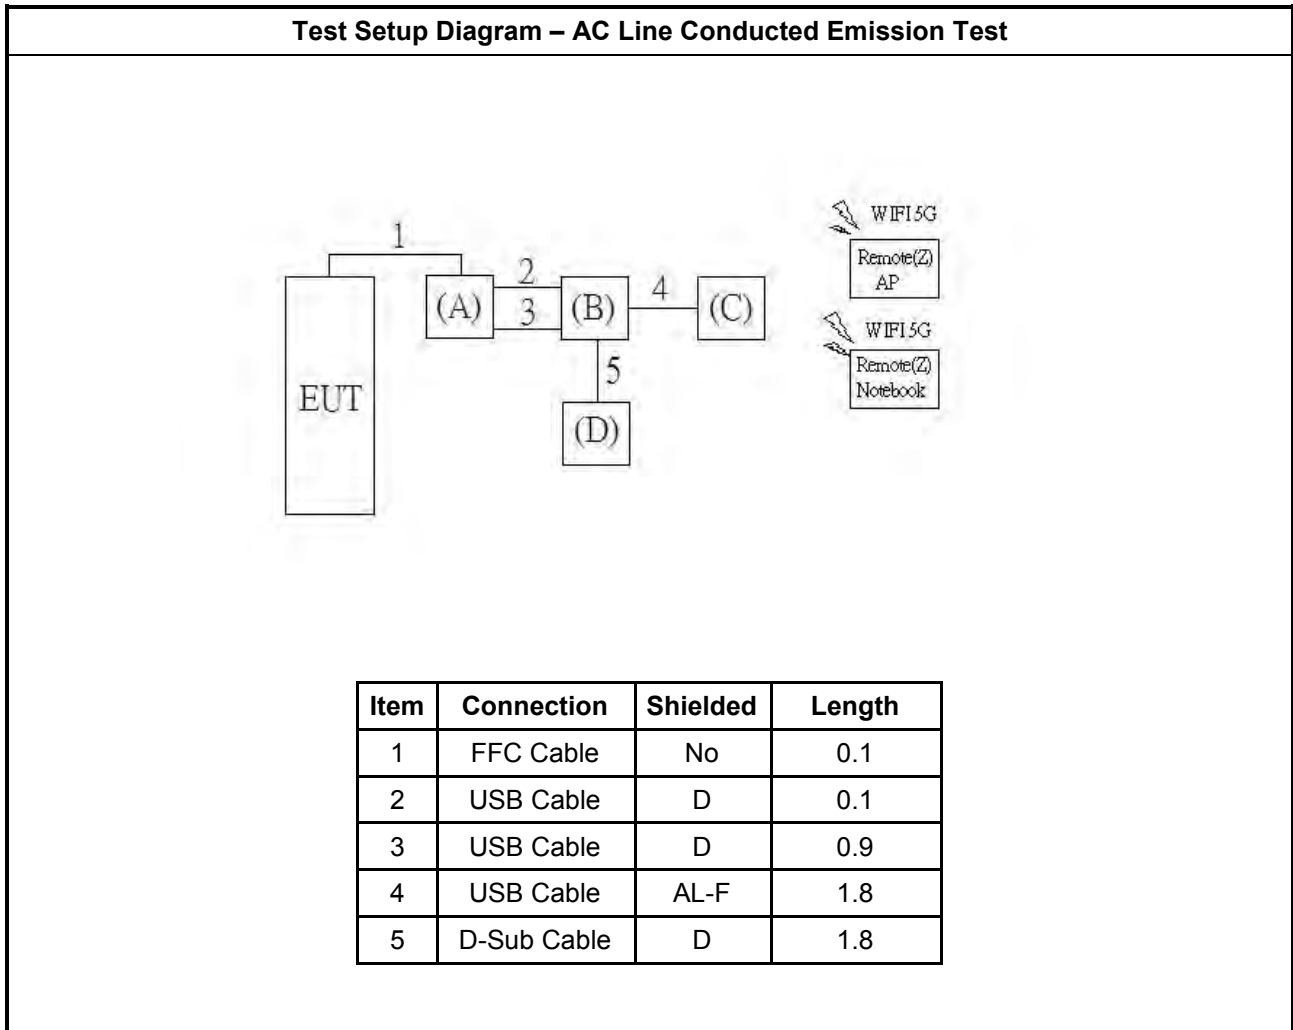 Test Setup Diagram – AC Line Conducted Emission Test
WIFI5G
1
Remote(Z)
AP
2
(A)
(B)
4
(C)
3
WIFI5G
5
Remote(Z)
Notebook
EUT
(D)
Item Connection Shielded Length
1 FFC Cable No 0.1
2 USB Cable D 0.1
3 USB Cable D 0.9
4 USB Cable AL-F 1.8
5 D-Sub Cable D 1.8